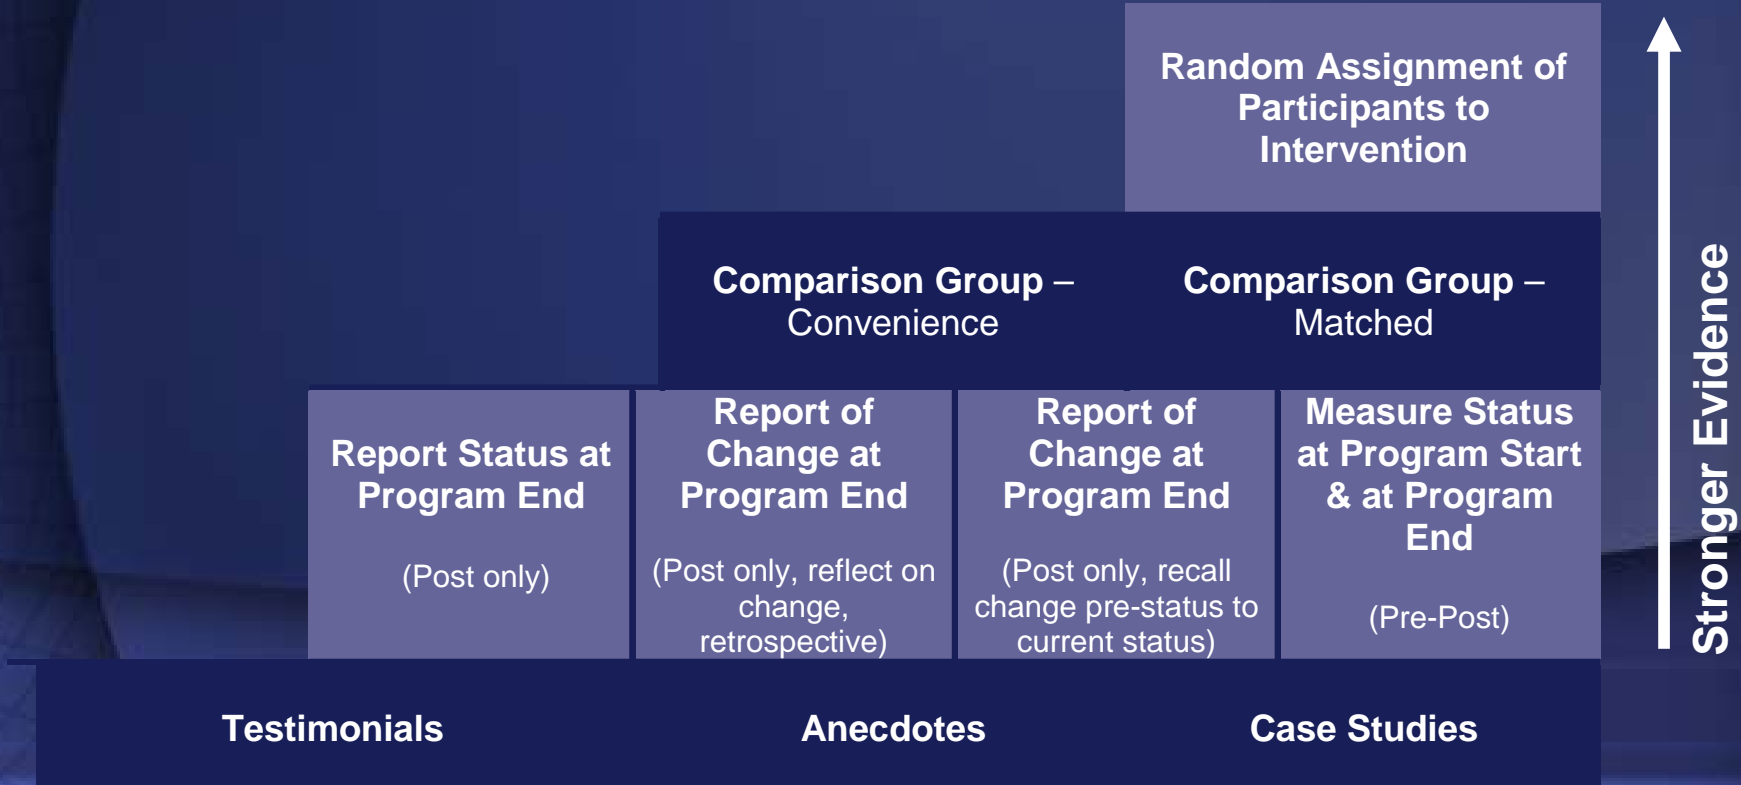 Random Assignment of
Participants to
Intervention
Comparison Group –
Convenience
Comparison Group –
Matched
Report Status at
Program End
(Post only)
Report of
Change at
Program End
(Post only, reflect on
change,
retrospective)
Report of
Change at
Program End
(Post only, recall
change pre-status to
current status)
Measure Status
at Program Start
& at Program
End
(Pre-Post)
Testimonials
Anecdotes
Case Studies
Stronger Evidence